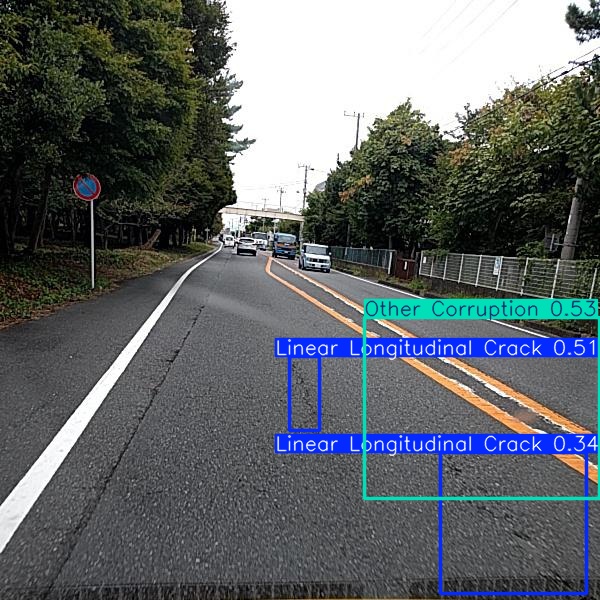 Other Corruption 0.53
Linear Longitudinal Crack 0.51
Linear Longitudinal Crack 0.34